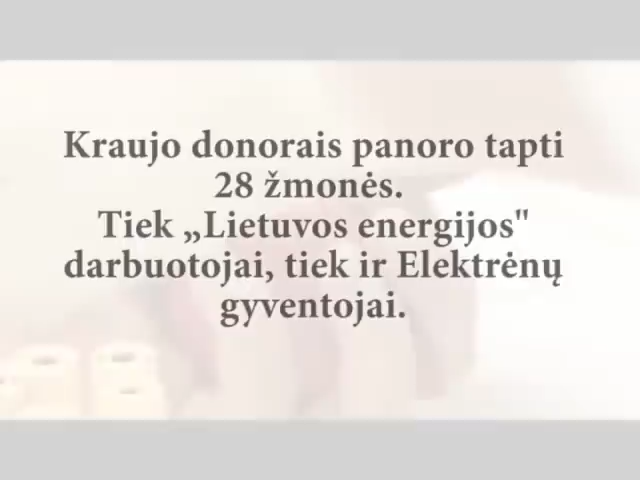 Kraujo donorais panoro tapti
28 žmonės.
Tiek „Lietuvos energijos"
darbuotojai, tiek ir Elektrėnų
gyventojai.